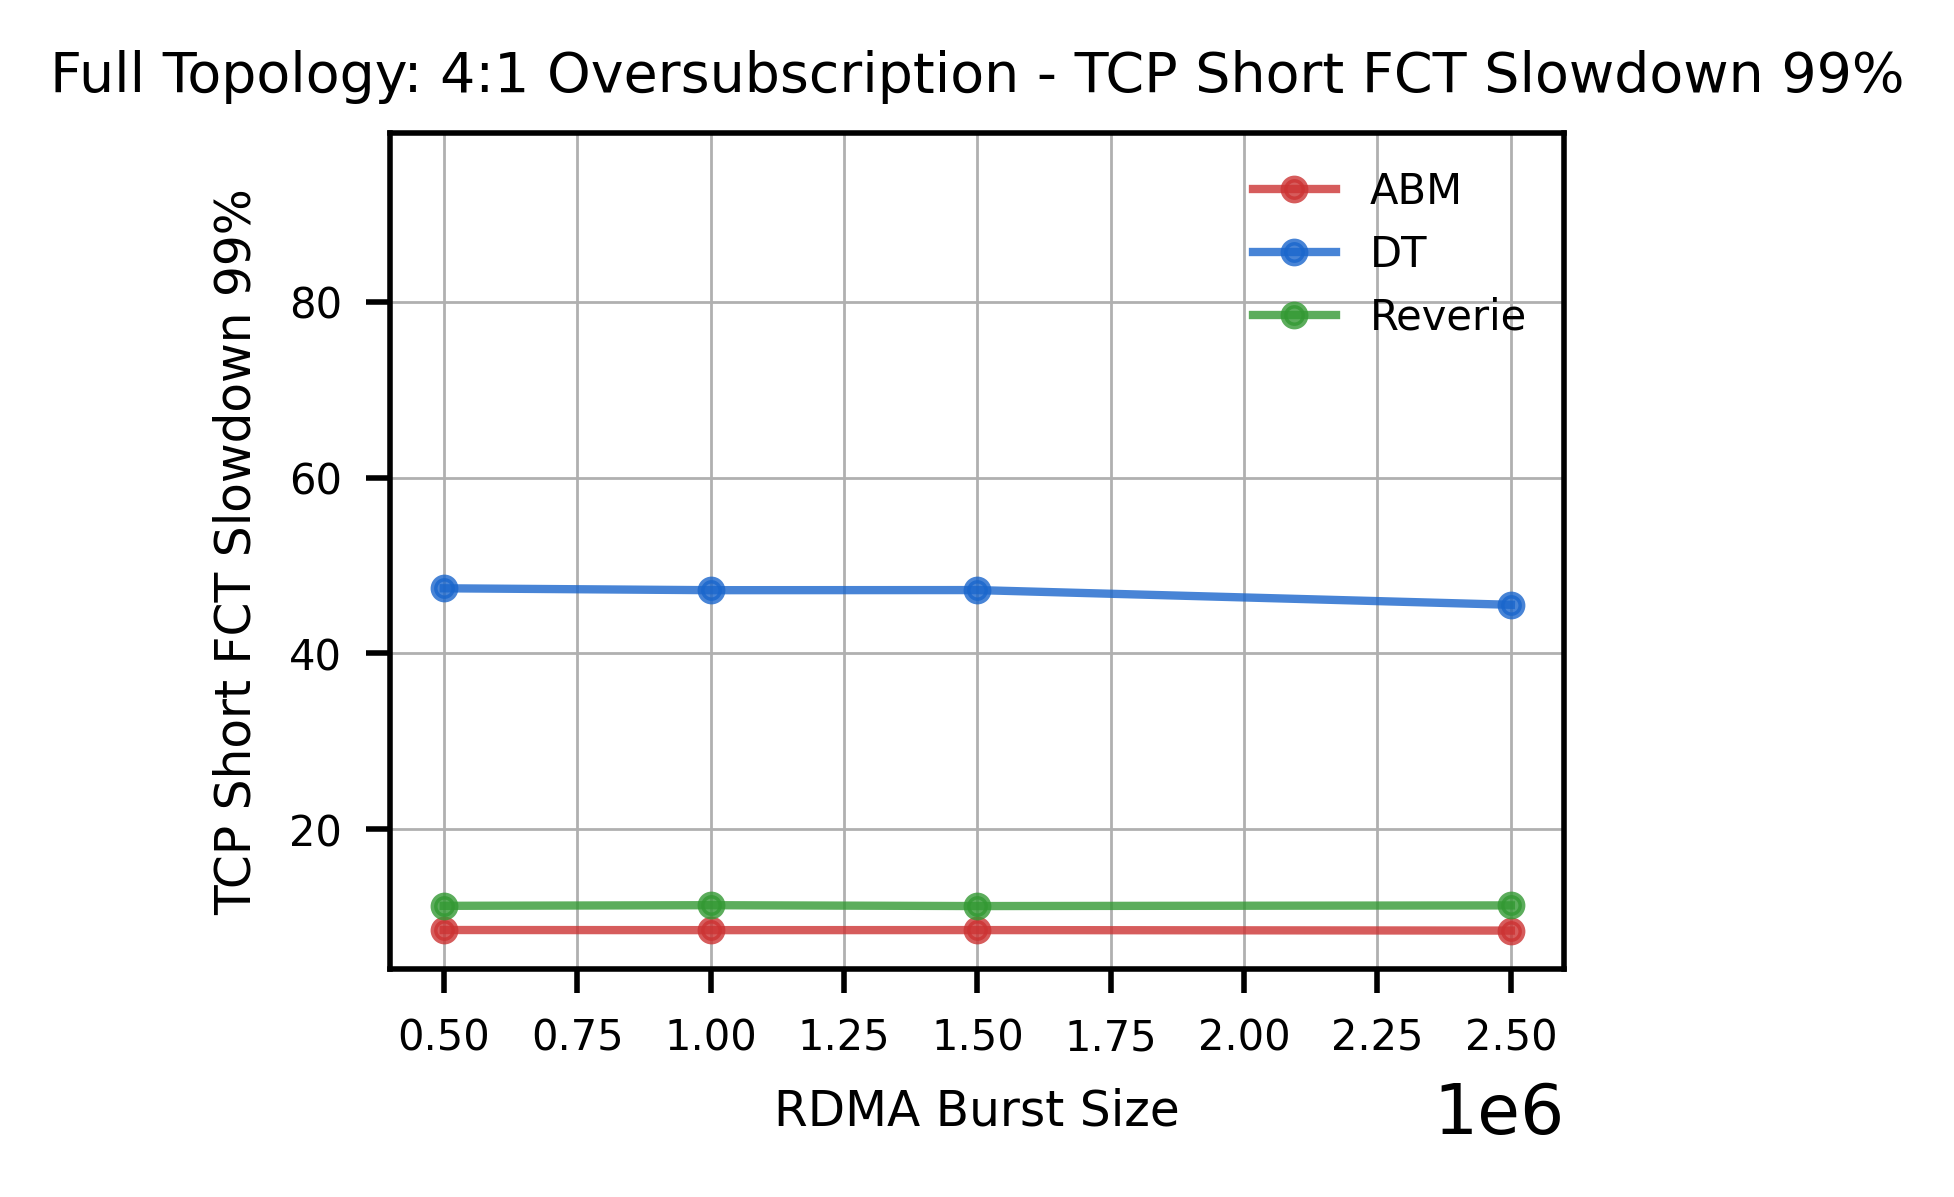 Full Topology: 4:1 Oversubscription - TCP Short FCT Slowdown 99%
TCP Short FCT Slowdown 99%
80
60
40
20
ABM
DT
Reverie
0.50 0.75 1.00 1.25 1.50 1.75 2.00 2.25 2.50
RDMA Burst Size
1e6